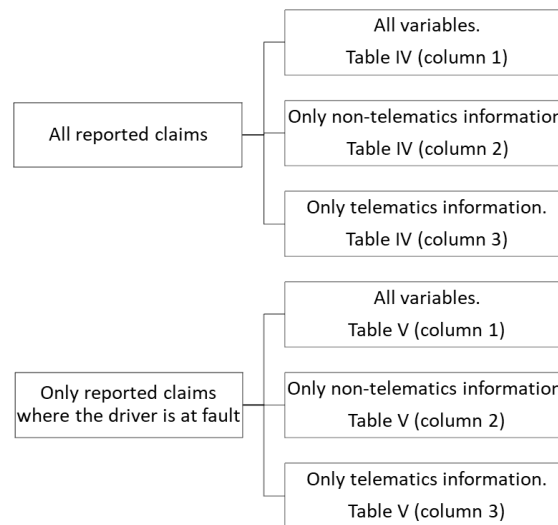 All variables.
Table IV (column 1)
All reported claims
Only non-telematics information
Table IV (column 2)
Only telematics information.
Table IV (column 3)
All variables.
Table V (column 1)
Only reported claims
where the driver is at fault
Only non-telematics information
Table V (column 2)
Only telematics information.
Table V (column 3)